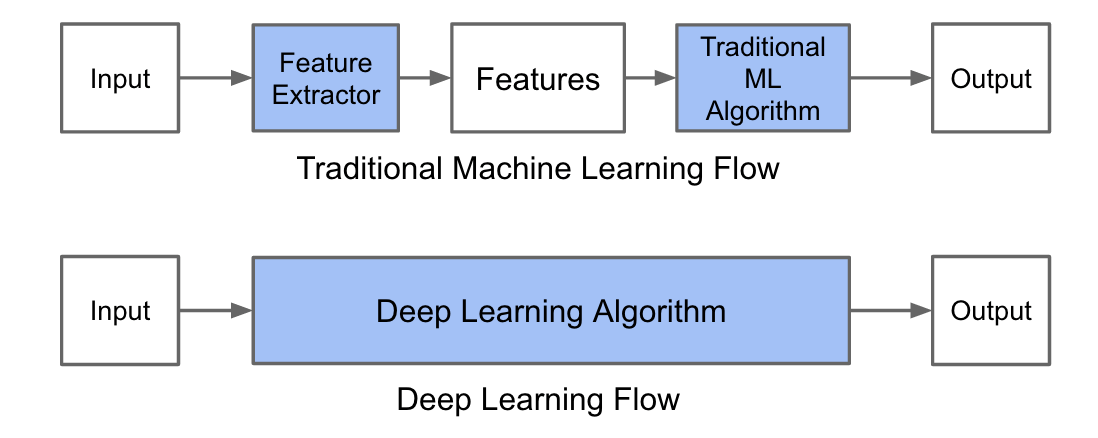 Input
Feature
Extractor
Features
Traditional
ML
Algorithm
Output
Traditional Machine Learning Flow
Input
Deep Learning Algorithm
Output
Deep Learning Flow